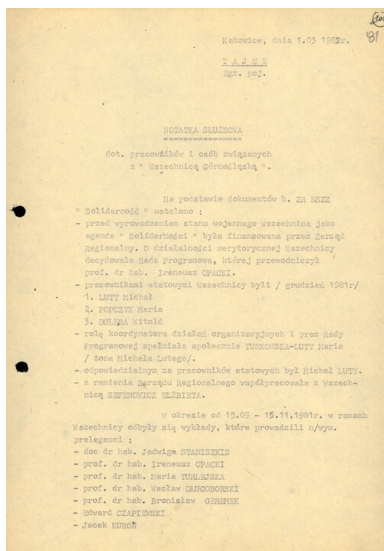 81
Katowice, dnia 1.03 1982r.
T A J N E
Egz. poj.
NOTATKA SŁUŻBOWA
dot. pracowników i osób związanych
z " Wszechnicą Górnośląską ".
Na podstawie dokumentów b. ZR NSZZ
" Solidarność " ustalono :
- przed wprowadzeniem stanu wojennego Wszechnica jako
agenda " Solidarności " była finansowana przez Zarząd
Regionalny. O działalności merytorycznej Wszechnicy
decydowała Rada Programowa, której przewodniczył
prof. dr hab. Ireneusz OPACKI.
- pracownikami etatowymi Wszechnicy byli / grudzień 1981r/
1. LUTY Michał
2. POPCZYK Maria
3. DULĘBA Witold
- rolę koordynatora działań organizacyjnych i prac Rady
Programowej spełniała społecznie TURKOWSKA-LUTY Maria
/ żona Michała Lutego/.
- odpowiedzialnym za pracowników etatowych był Michał LUTY.
- z ramienia Zarządu Regionalnego współpracowała z Wszech-
nicą ELŻBIETA.
W okresie od 15.09 - 15.11.1981r. w ramach
Wszechnicy odbyły się wykłady, które prowadzili n/wym.
prelegenci :
- doc dr hab. Jadwiga STANISZKIS
- prof. dr hab. Ireneusz OPACKI
- prof. dr hab. Maria TURLEJSKA
- prof. dr hab. Wacław DŁUGOBORSKI
- prof. dr hab. Bronisław GEREMEK
- Edward CZAPIEWSKI
- Jacek KUROŃ